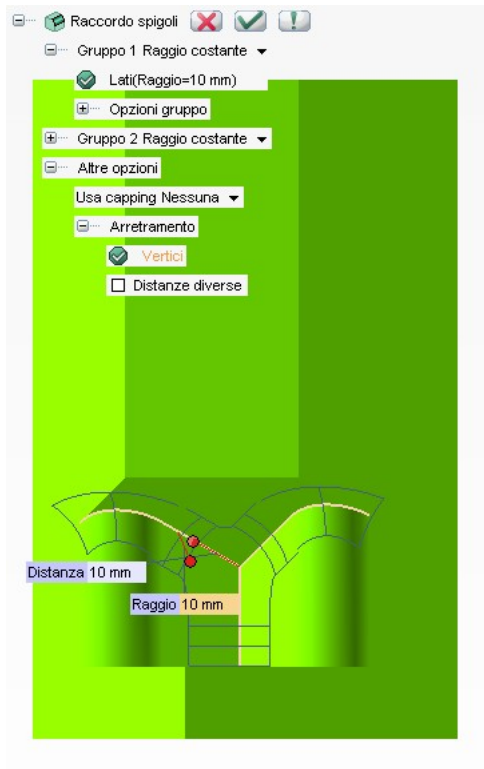 Raccordo spigoli
Gruppo 1 Raggio costante
Lati(Raggio=10 mm)
Opzioni gruppo
Gruppo 2 Raggio costante
Altre opzioni
Usa capping Nessuna
Arretramento
Vertici
Distanze diverse
Distanza 10 mm
Raggio 10 mm